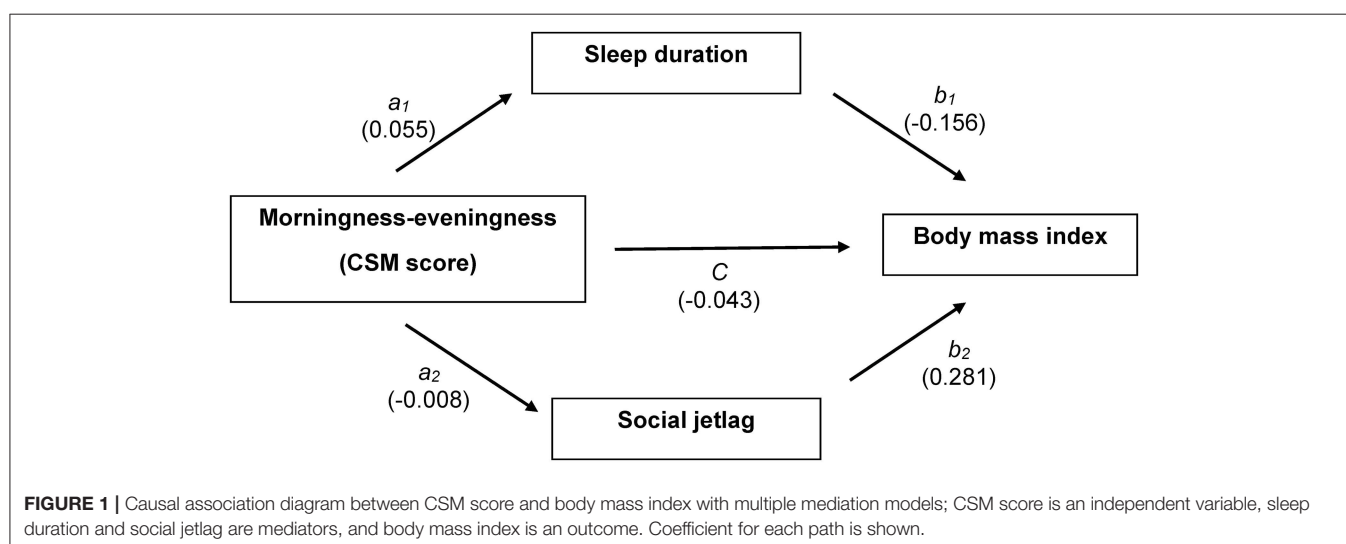 Sleep duration
a1
(0.055)
b1
(-0.156)
Morningness-eveningness
(CSM score)
Body mass index
C
(-0.043)
a2
(-0.008)
b2
(0.281)
Social jetlag
FIGURE 1 | Causal association diagram between CSM score and body mass index with multiple mediation models; CSM score is an independent variable, sleep
duration and social jetlag are mediators, and body mass index is an outcome. Coefficient for each path is shown.